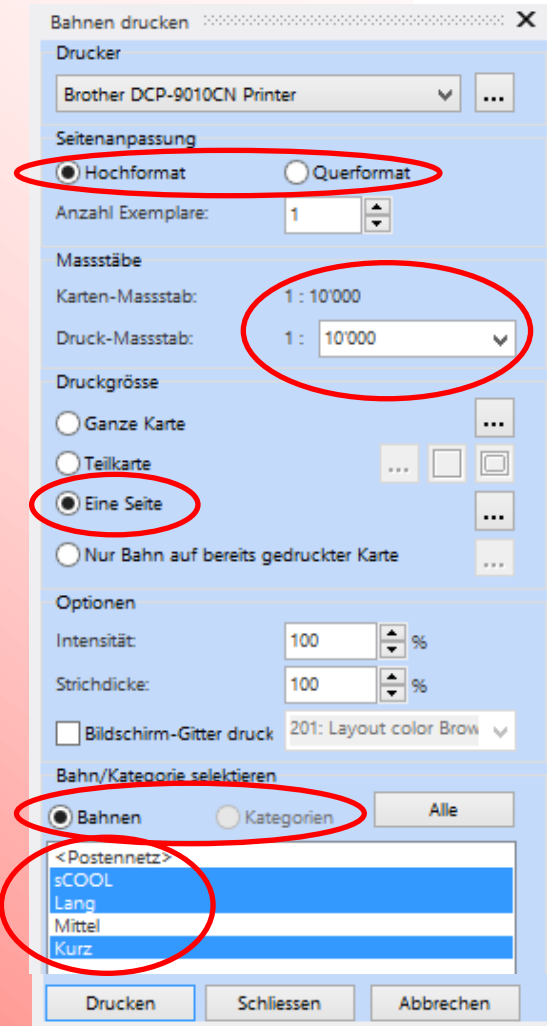 Bahnen drucken X
Drucker
Brother DCP-9010CN Printer ...
Seitenanpassung
Hochformat Querformat
Anzahl Exemplare: 1
Massstäbe
Karten-Massstab: 1 : 10'000
Druck-Massstab: 1 : 10'000
Druckgrösse
Ganze Karte ...
Teilkarte ...
Eine Seite ...
Nur Bahn auf bereits gedruckter Karte ...
Optionen
Intensität: 100 %
Strichdicke: 100 %
Bildschirm-Gitter druck 201: Layout color Brow
Bahn/Kategorie selektieren
Bahnen Kategorien Alle
<Postennetz>
sCOOL
Lang
Mittel
Kurz
Drucken Schliessen Abbrechen